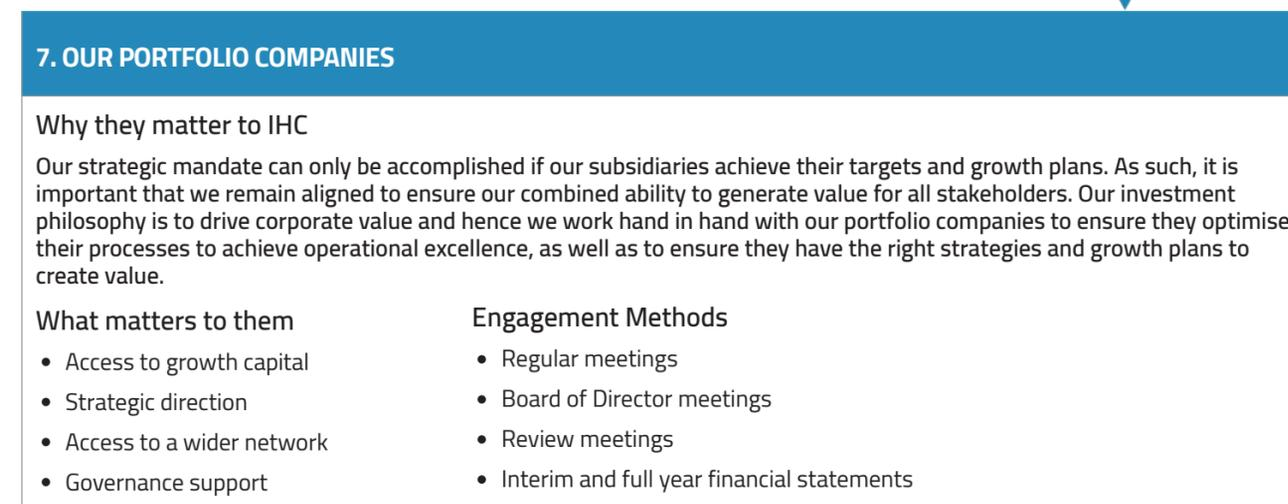 7. OUR PORTFOLIO COMPANIES
Why they matter to IHC
Our strategic mandate can only be accomplished if our subsidiaries achieve their targets and growth plans. As such, it is
important that we remain aligned to ensure our combined ability to generate value for all stakeholders. Our investment
philosophy is to drive corporate value and hence we work hand in hand with our portfolio companies to ensure they optimise
their processes to achieve operational excellence, as well as to ensure they have the right strategies and growth plans to
create value.
What matters to them
• Access to growth capital
• Strategic direction
• Access to a wider network
• Governance support
Engagement Methods
• Regular meetings
• Board of Director meetings
• Review meetings
• Interim and full year financial statements